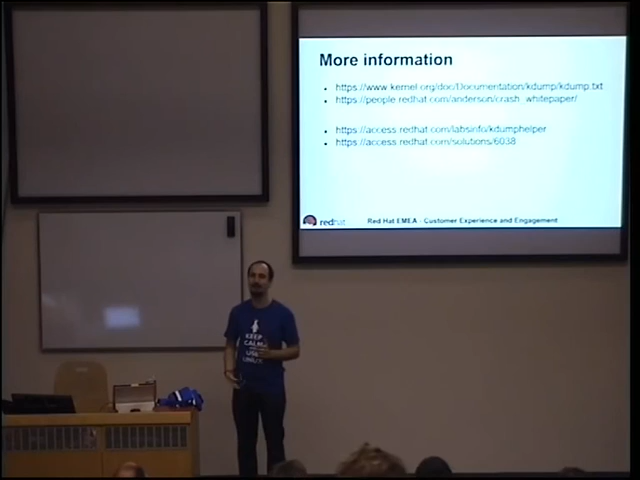 More information
https://www.kernel.org/doc/Documentation/kdump/kdump.txt
https://people.redhat.com/anderson/crash_whitepaper/
https://access.redhat.com/labsinfo/kdumphelper
https://access.redhat.com/solutions/6038
redhat
Red Hat EMEA - Customer Experience and Engagement
KEEP
CALM
USE
LINUX